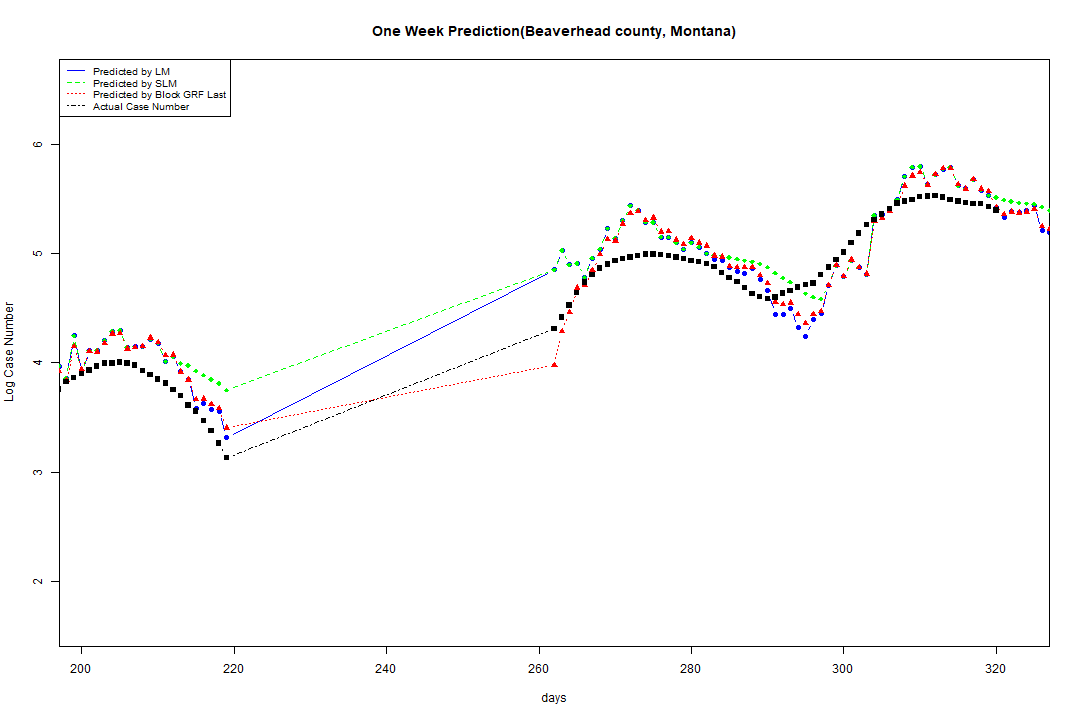 One Week Prediction(Beaverhead county, Montana)
Predicted by LM
Predicted by SLM
Predicted by Block GRF Last
Actual Case Number
6
5
4
3
2
Log Case Number
200 220 240 260 280 300 320
days